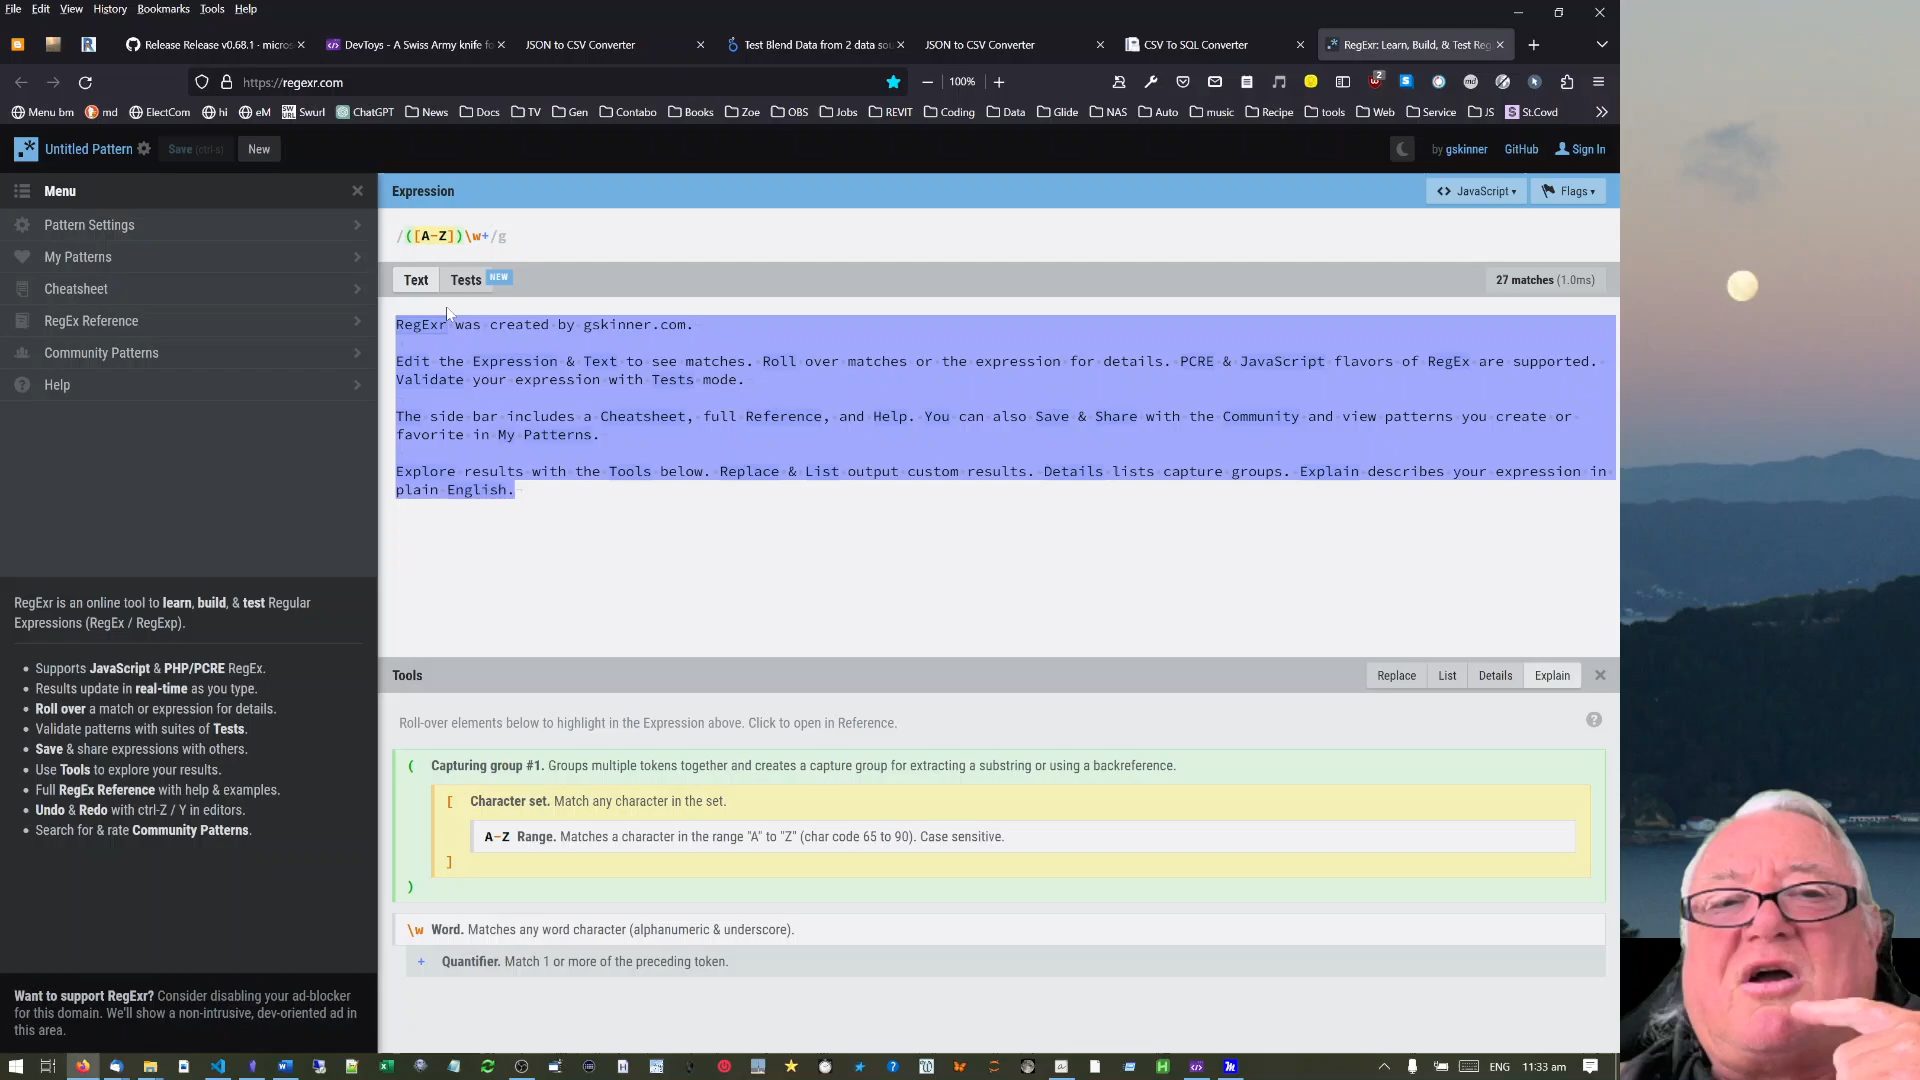 File Edit View History Bookmarks Tools Help
Release Release v0.68.1 · micros
DevToys - A Swiss Army knife fo
JSON to CSV Converter
Test Blend Data from 2 data sou
JSON to CSV Converter
CSV To SQL Converter
RegExr: Learn, Build, & Test Reg
https://regexr.com
100%
2
Menu bm md ElectCom hi eM Swurl ChatGPT News Docs TV Gen Contabo Books Zoe OBS Jobs REVIT Coding Data Glide NAS Auto music Recipe tools Web Service JS St.Covd
Untitled Pattern Save (ctrl-s) New
by gskinner GitHub Sign In
Menu
Pattern Settings
My Patterns
Cheatsheet
RegEx Reference
Community Patterns
Help
RegExr is an online tool to learn, build, & test Regular
Expressions (RegEx / RegExp).
Supports JavaScript & PHP/PCRE RegEx.
Results update in real-time as you type.
Roll over a match or expression for details.
Validate patterns with suites of Tests.
Save & share expressions with others.
Use Tools to explore your results.
Full RegEx Reference with help & examples.
Undo & Redo with ctrl-Z / Y in editors.
Search for & rate Community Patterns.
Want to support RegExr? Consider disabling your ad-blocker
for this domain. We'll show a non-intrusive, dev-oriented ad in
this area.
Expression
JavaScript Flags
/([A-Z])\w+/g
Text Tests NEW
27 matches (1.0ms)
RegExr was created by gskinner.com.
Edit the Expression & Text to see matches. Roll over matches or the expression for details. PCRE & JavaScript flavors of RegEx are supported.
Validate your expression with Tests mode.
The side bar includes a Cheatsheet, full Reference, and Help. You can also Save & Share with the Community and view patterns you create or
favorite in My Patterns.
Explore results with the Tools below. Replace & List output custom results. Details lists capture groups. Explain describes your expression in
plain English.
Tools
Replace List Details Explain
Roll-over elements below to highlight in the Expression above. Click to open in Reference.
( Capturing group #1. Groups multiple tokens together and creates a capture group for extracting a substring or using a backreference.
[ Character set. Match any character in the set.
A-Z Range. Matches a character in the range "A" to "Z" (char code 65 to 90). Case sensitive.
]
)
\w Word. Matches any word character (alphanumeric & underscore).
+ Quantifier. Match 1 or more of the preceding token.
ENG 11:33 am